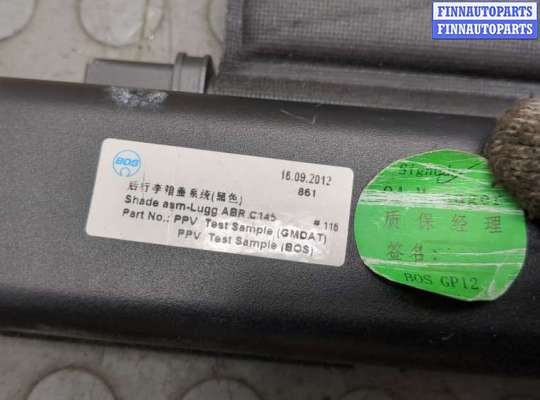 FINNAUTOPARTS
FINNAUTOPARTS
BOS
16.09.2012
后行李箱盖系统(黑色)
861
Shade asm-Lugg ABR C145
# 116
Part No.: PPV Test Sample (GMDAT)
PPV Test Sample (BOS)
质保经理
签名:
BOS GP12